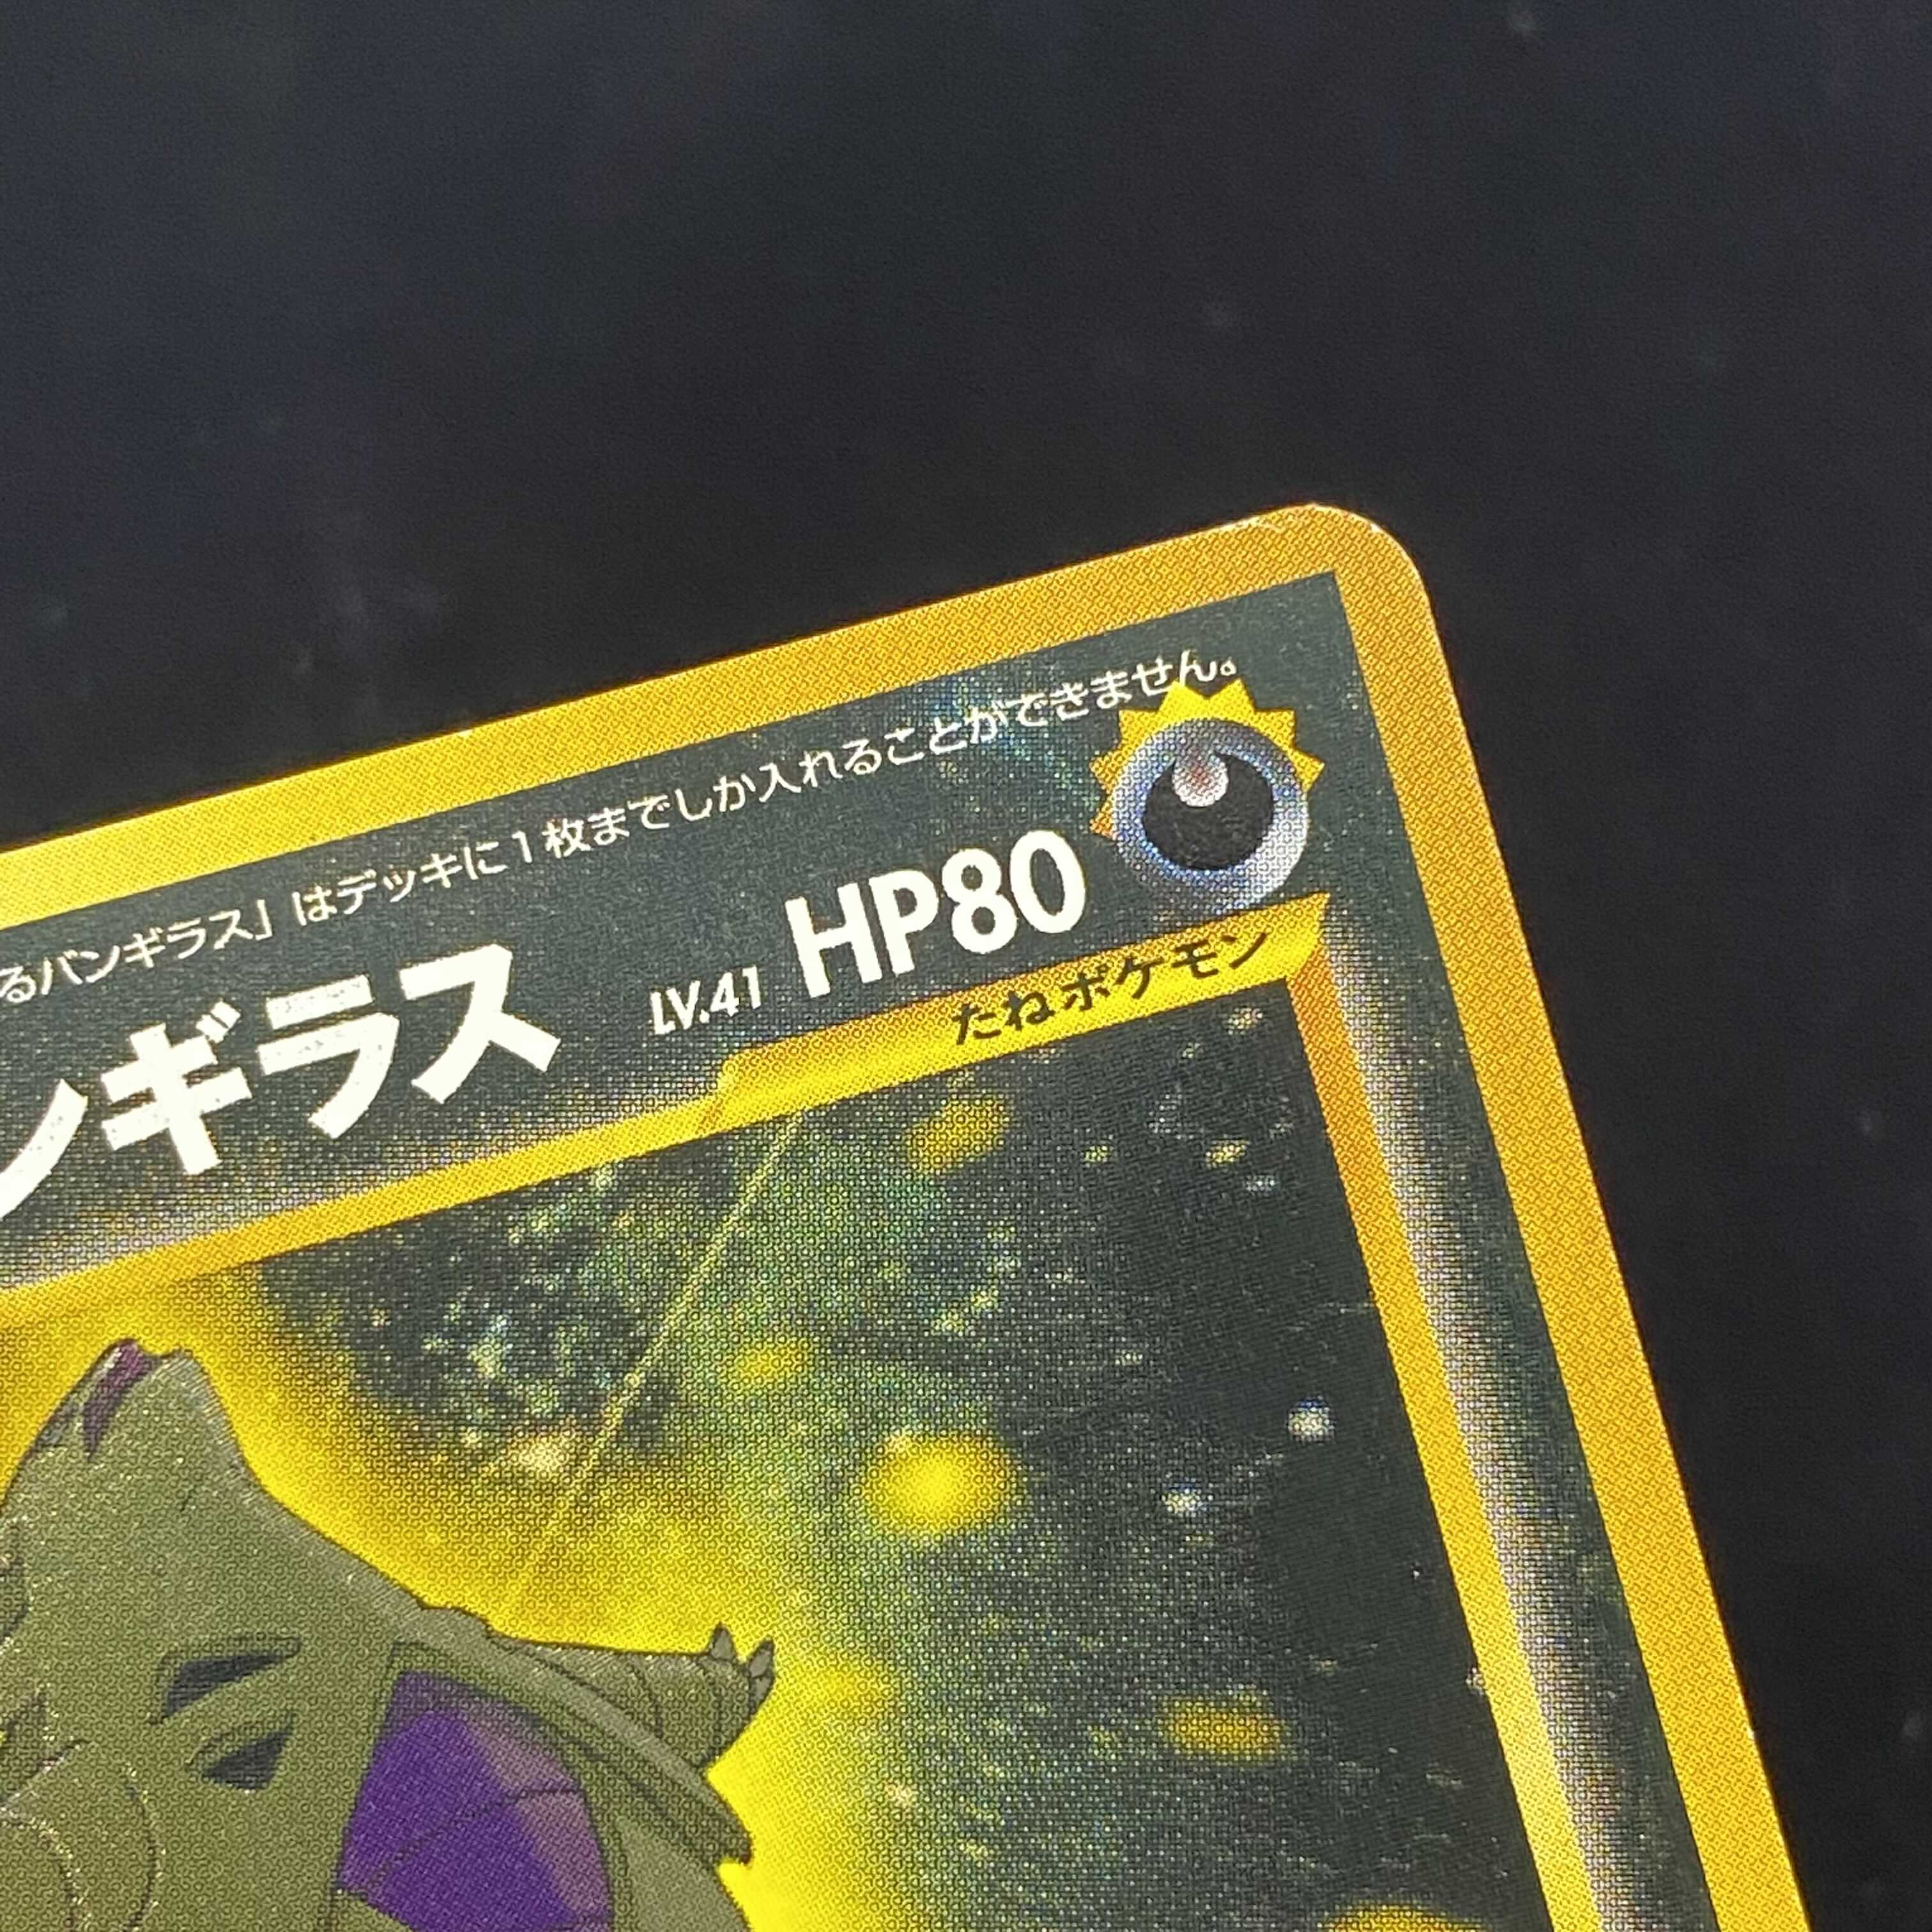 るバンギラス」はデッキに1枚までしか入れることができません。
ンギラス LV.41 HP80
たねポケモン